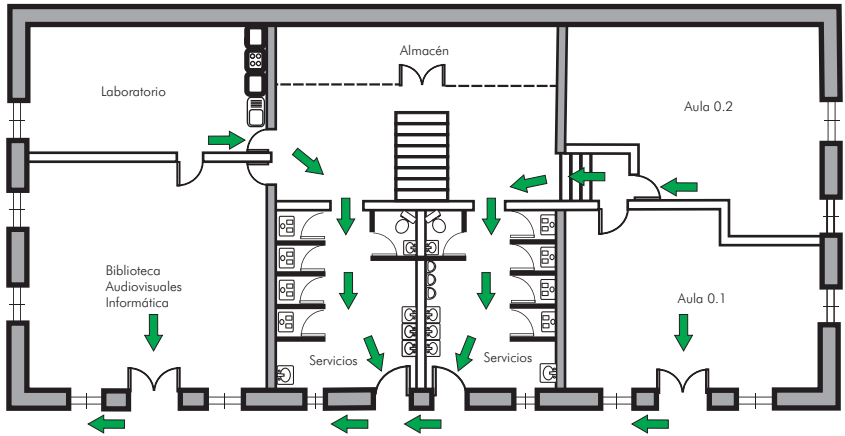 Almacén
Laboratorio
Aula 0.2
Biblioteca
Audiovisuales
Informática
Aula 0.1
Servicios
Servicios